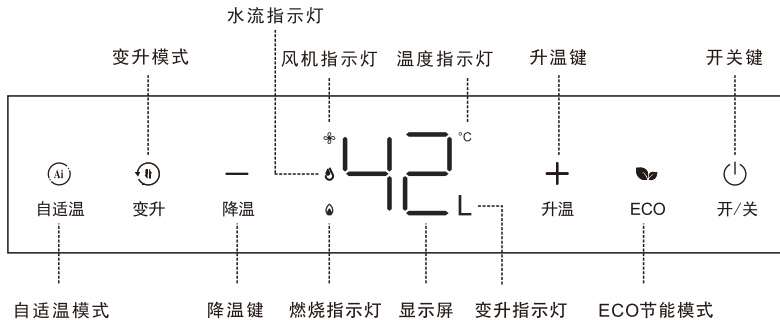 水流指示灯
变升模式
风机指示灯
温度指示灯
升温键
开关键
42
°C
Ai
自适温
变升
降温
L
升温
ECO
开/关
自适温模式
降温键
燃烧指示灯
显示屏
变升指示灯
ECO节能模式